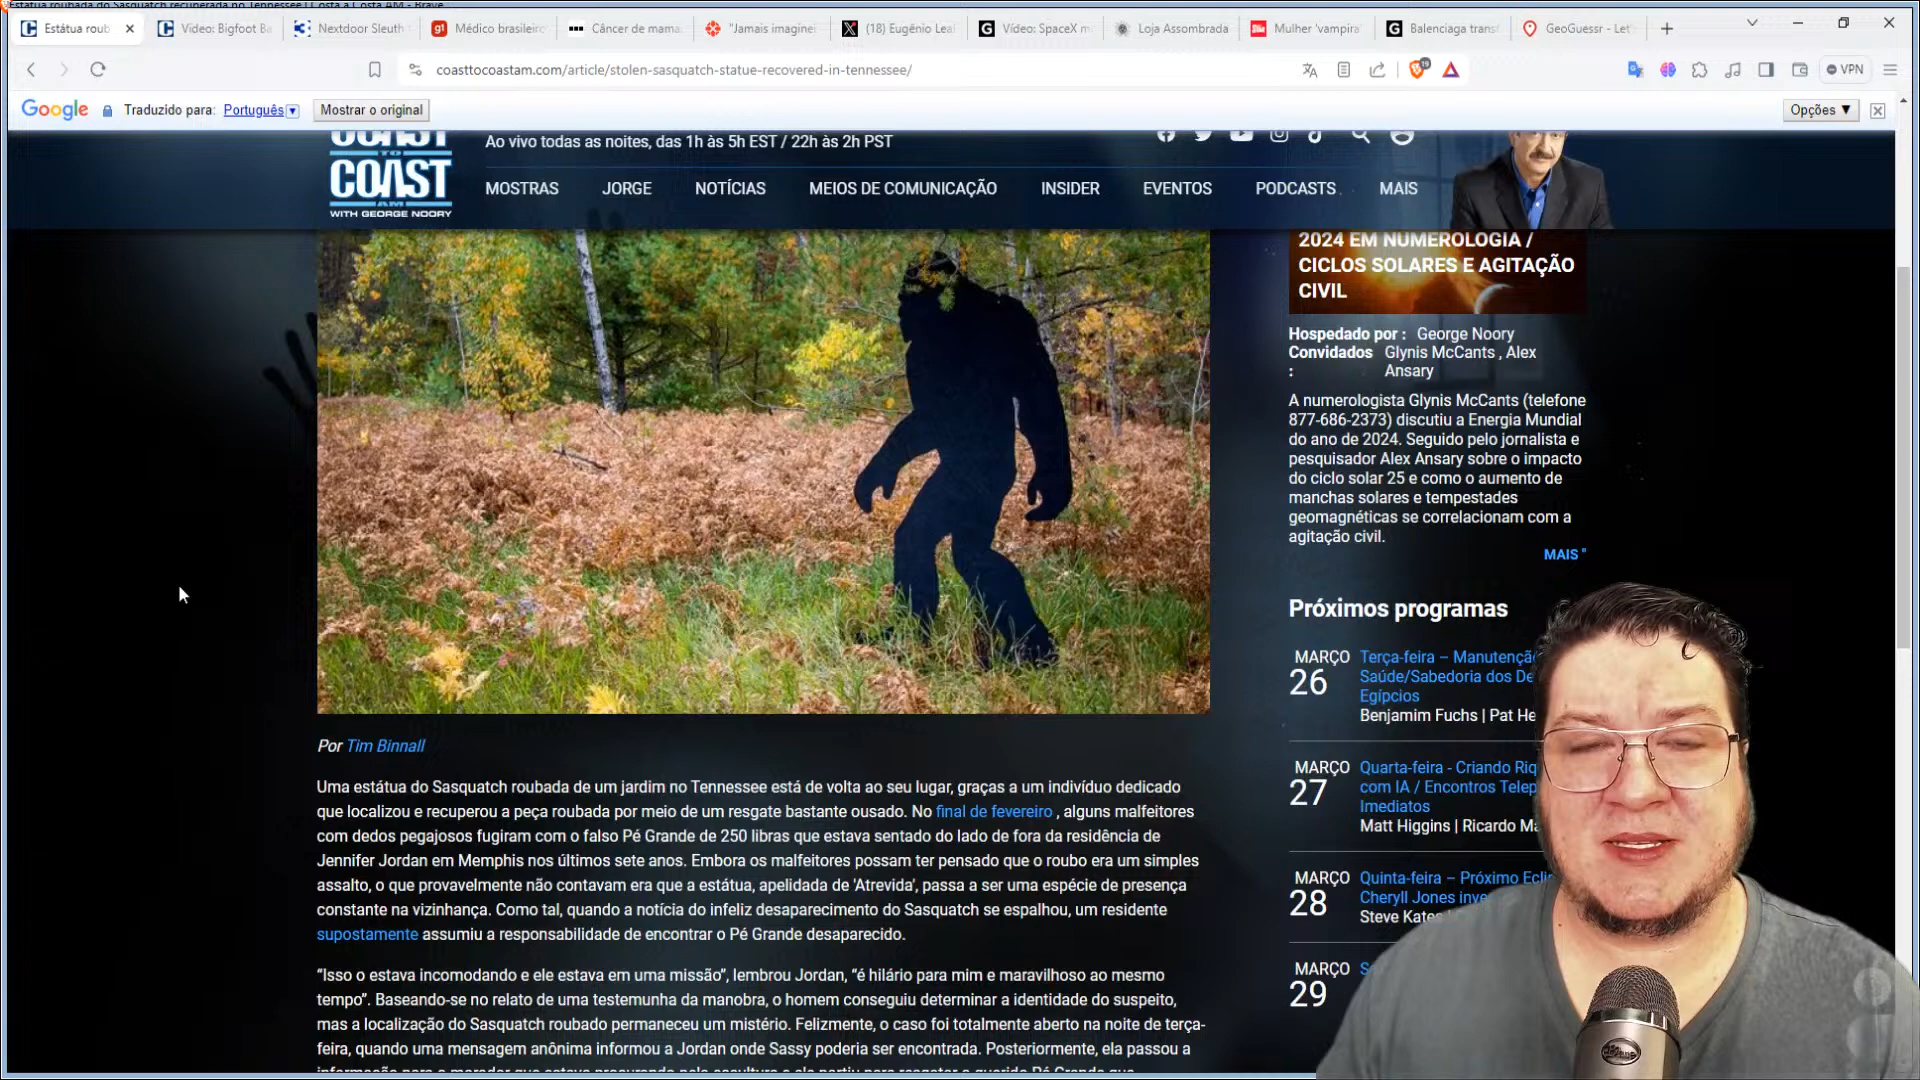 Estátua roubada do Sasquatch recuperada no Tennessee | Costa a Costa AM - Brave
Estátua roub
Vídeo: Bigfoot Ba
Nextdoor Sleuth
Médico brasileiro
Câncer de mama:
"Jamais imagine
(18) Eugênio Leal
Vídeo: SpaceX m
Loja Assombrada
Mulher 'vampira'
Balenciaga trans
GeoGuessr - Let'
coasttocoastam.com/article/stolen-sasquatch-statue-recovered-in-tennessee/
19
VPN
Google
Traduzido para: Português
Mostrar o original
Opções ▼
COAST
TO
COAST
AM
WITH GEORGE NOORY
Ao vivo todas as noites, das 1h às 5h EST / 22h às 2h PST
MOSTRAS
JORGE
NOTÍCIAS
MEIOS DE COMUNICAÇÃO
INSIDER
EVENTOS
PODCASTS
MAIS
Por Tim Binnall
Uma estátua do Sasquatch roubada de um jardim no Tennessee está de volta ao seu lugar, graças a um indivíduo dedicado
que localizou e recuperou a peça roubada por meio de um resgate bastante ousado. No final de fevereiro , alguns malfeitores
com dedos pegajosos fugiram com o falso Pé Grande de 250 libras que estava sentado do lado de fora da residência de
Jennifer Jordan em Memphis nos últimos sete anos. Embora os malfeitores possam ter pensado que o roubo era um simples
assalto, o que provavelmente não contavam era que a estátua, apelidada de 'Atrevida', passa a ser uma espécie de presença
constante na vizinhança. Como tal, quando a notícia do infeliz desaparecimento do Sasquatch se espalhou, um residente
supostamente assumiu a responsabilidade de encontrar o Pé Grande desaparecido.
“Isso o estava incomodando e ele estava em uma missão”, lembrou Jordan, “é hilário para mim e maravilhoso ao mesmo
tempo”. Baseando-se no relato de uma testemunha da manobra, o homem conseguiu determinar a identidade do suspeito,
mas a localização do Sasquatch roubado permaneceu um mistério. Felizmente, o caso foi totalmente aberto na noite de terça-
feira, quando uma mensagem anônima informou a Jordan onde Sassy poderia ser encontrada. Posteriormente, ela passou a
2024 EM NUMEROLOGIA /
CICLOS SOLARES E AGITAÇÃO
CIVIL
Hospedado por : George Noory
Convidados : Glynis McCants , Alex
Ansary
A numerologista Glynis McCants (telefone
877-686-2373) discutiu a Energia Mundial
do ano de 2024. Seguido pelo jornalista e
pesquisador Alex Ansary sobre o impacto
do ciclo solar 25 e como o aumento de
manchas solares e tempestades
geomagnéticas se correlacionam com a
agitação civil.
MAIS "
Próximos programas
MARÇO
26
Terça-feira – Manutenção
Saúde/Sabedoria dos De
Egípcios
Benjamim Fuchs | Pat He
MARÇO
27
Quarta-feira - Criando Riq
com IA / Encontros Telep
Imediatos
Matt Higgins | Ricardo Ma
MARÇO
28
Quinta-feira – Próximo Ecli
Cheryll Jones inve
Steve Kates
MARÇO
29